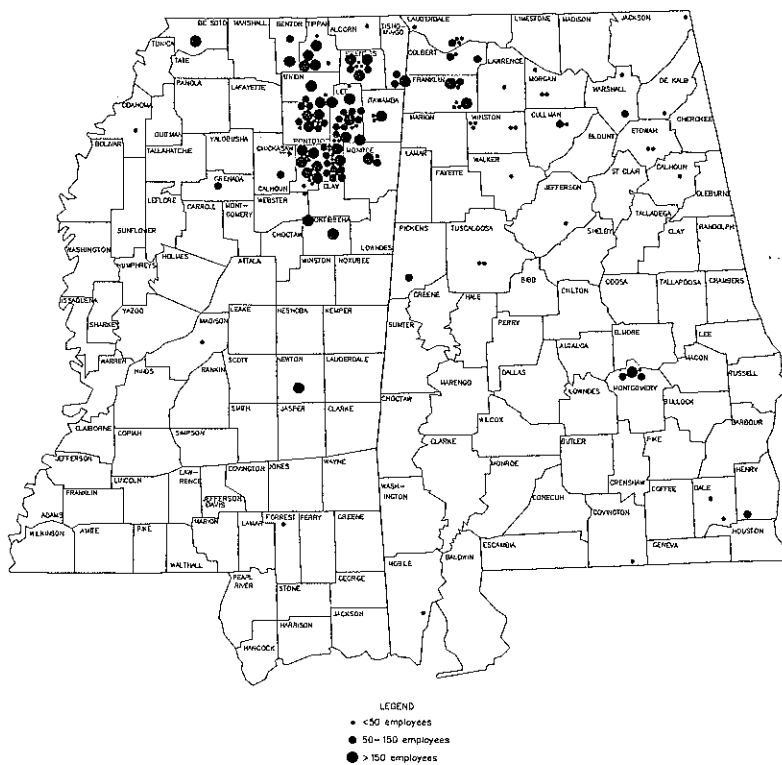 DE SOTO MARSHALL BENTON TIPPAH ALCORN TISHOMINGO LAUDERDALE LIMESTONE MADISON JACKSON
TUNICA TATE COLBERT
PANOLA LAFAYETTE UNION LEE FRANKLIN LAWRENCE MORGAN MARSHALL DE KALB
COAHOMA ITAWAMBA
QUITMAN MARION WINSTON CULLMAN ETOWAH CHEROKEE
BOLIVAR TALLAHATCHIE YALOBUSHA CHICKASAW PONTOTOC MONROE LAMAR WALKER BLOUNT
GRENADA CALHOUN CLAY FAYETTE JEFFERSON ST CLAIR CALHOUN
LEFLORE CARROLL MONT-
GOMERY WEBSTER CLEBURNE
SUNFLOWER CHOCTAW OKTIBBEHA PICKENS TUSCALOOSA SHELBY TALLADEGA CLAY RANDOLPH
WASHINGTON HOLMES LOWNDES
HUMPHREYS ATTALA WINSTON NOXUBEE BIBB
ISSAQUENA YAZOO LEAKE NESHOBA KEMPER GREENE HALE CHILTON COOSA TALLAPOOSA CHAMBERS
SHARKEY MADISON SUMTER PERRY ELMORE LEE
WARREN HINDS RANKIN SCOTT NEWTON LAUDERDALE MARENGO DALLAS AUTAUGA MACON RUSSELL
CHOCTAW LOWNDES MONTGOMERY BULLOCK
CLAIBORNE COPIAH SIMPSON SMITH JASPER CLARKE WILCOX BARBOUR
JEFFERSON CLARKE BUTLER PIKE
LINCOLN LAW-
RENCE COVINGTON JONES WAYNE MONROE HENRY
ADAMS FRANKLIN JEFFERSON
DAVIS WASH-
INGTON CONECUH CRENSHAW COFFEE DALE
WILKINSON AMITE PIKE MARION LAMAR FORREST PERRY GREENE COVINGTON HOUSTON
WALTHALL ESCAMBIA GENEVA
PEARL
RIVER STONE GEORGE MOBILE BALDWIN
HANCOCK HARRISON JACKSON
LEGEND
<50 employees
50-150 employees
>150 employees